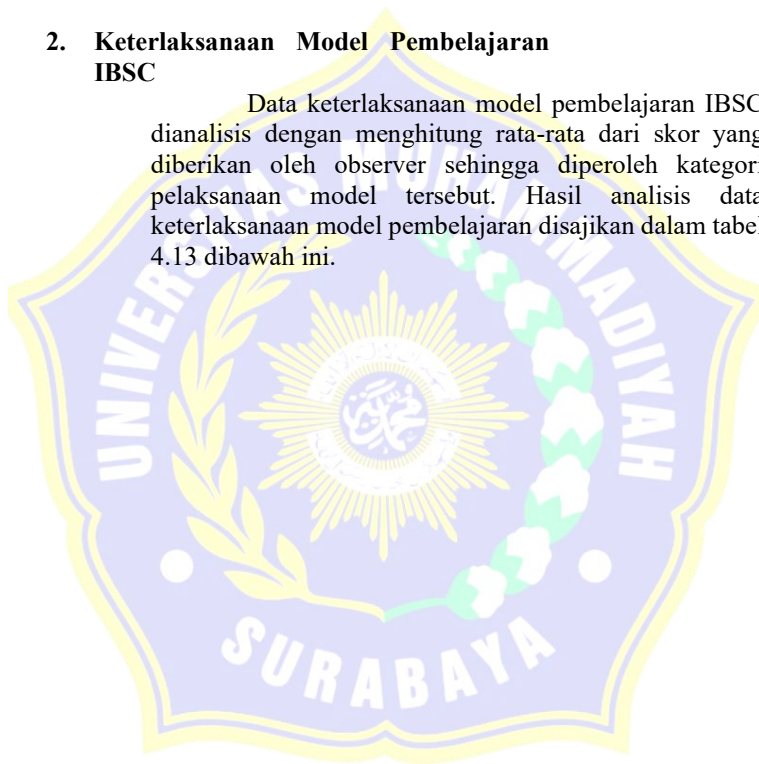 2. Keterlaksanaan Model Pembelajaran
IBSC
Data keterlaksanaan model pembelajaran IBSC
dianalisis dengan menghitung rata-rata dari skor yang
diberikan oleh observer sehingga diperoleh kategori
pelaksanaan model tersebut. Hasil analisis data
keterlaksanaan model pembelajaran disajikan dalam tabel
4.13 dibawah ini.
UNIVERSITAS MUHAMMADIYAH
SURABAYA